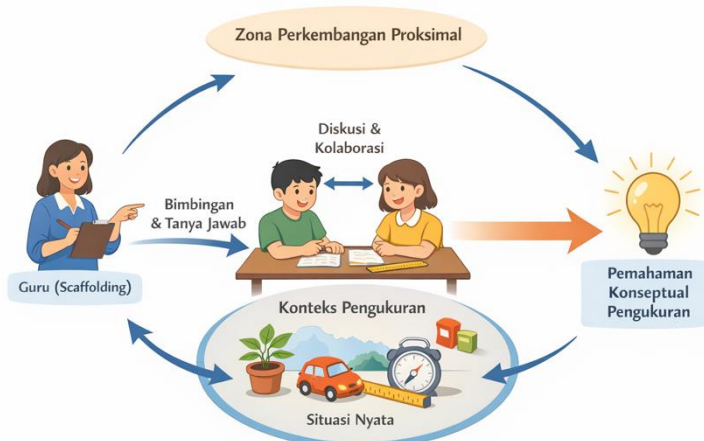 Zona Perkembangan Proksimal
Diskusi &
Kolaborasi
Bimbingan
& Tanya Jawab
Guru (Scaffolding)
Pemahaman
Konseptual
Pengukuran
Konteks Pengukuran
Situasi Nyata